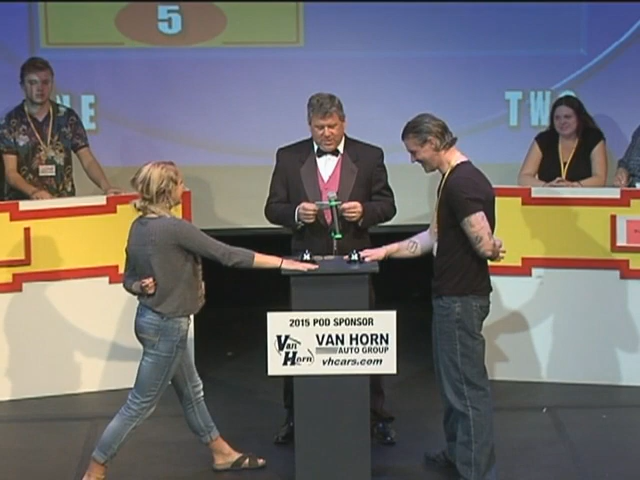 5
NE
TWO
2015 POD SPONSOR
Van Horn
VAN HORN
AUTO GROUP
vhcars.com